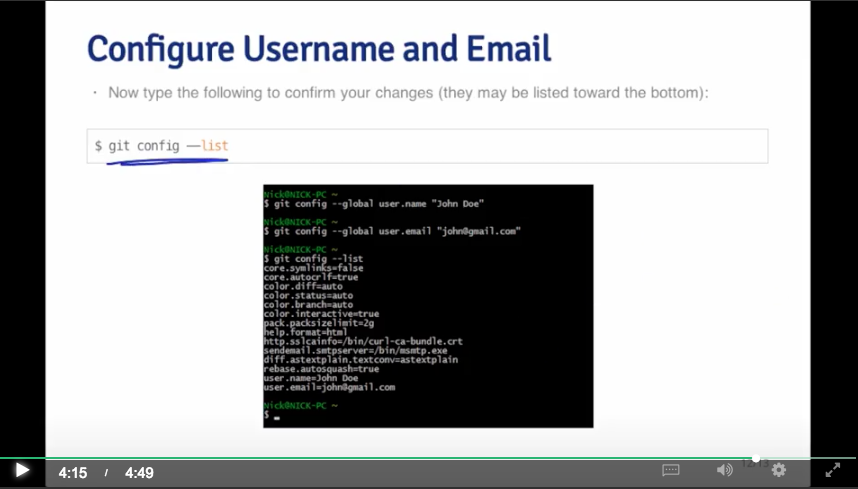 Configure Username and Email
· Now type the following to confirm your changes (they may be listed toward the bottom):
$ git config —list
Nick@NICK-PC ~
$ git config --global user.name "John Doe"
Nick@NICK-PC ~
$ git config --global user.email "john@gmail.com"
Nick@NICK-PC ~
$ git config --list
core.symlinks=false
core.autocrlf=true
color.diff=auto
color.status=auto
color.branch=auto
color.interactive=true
pack.packsizelimit=2g
help.format=html
http.sslcainfo=/bin/curl-ca-bundle.crt
sendemail.smtpserver=/bin/msmtp.exe
diff.astextplain.textconv=astextplain
rebase.autosquash=true
user.name=John Doe
user.email=john@gmail.com
Nick@NICK-PC ~
$
12/13
4:15 / 4:49